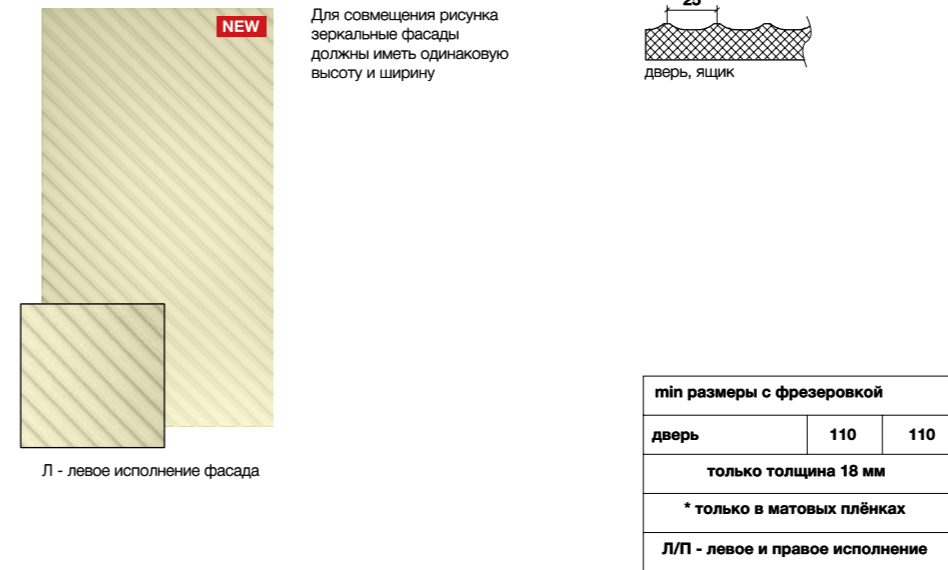 NEW
Для совмещения рисунка
зеркальные фасады
должны иметь одинаковую
высоту и ширину
25
дверь, ящик
Л - левое исполнение фасада
min размеры с фрезеровкой
дверь 110 110
только толщина 18 мм
* только в матовых плёнках
Л/П - левое и правое исполнение